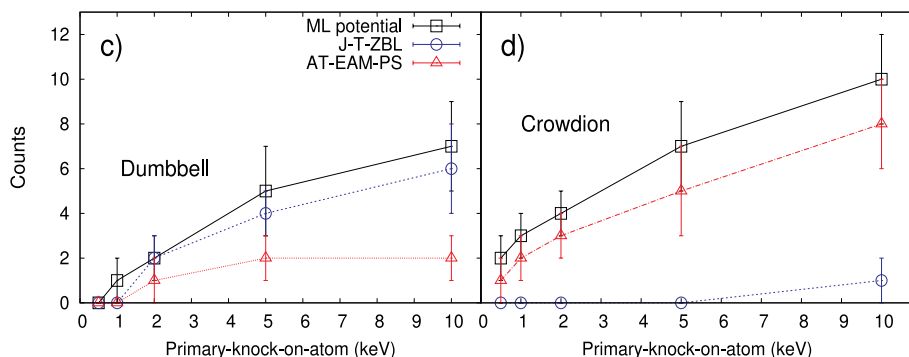 c)
ML potential
J-T-ZBL
AT-EAM-PS
Dumbbell
d)
Crowdion
Counts
12
10
8
6
4
2
0
0 1 2 3 4 5 6 7 8 9 10
0 1 2 3 4 5 6 7 8 9 10
Primary-knock-on-atom (keV)
Primary-knock-on-atom (keV)